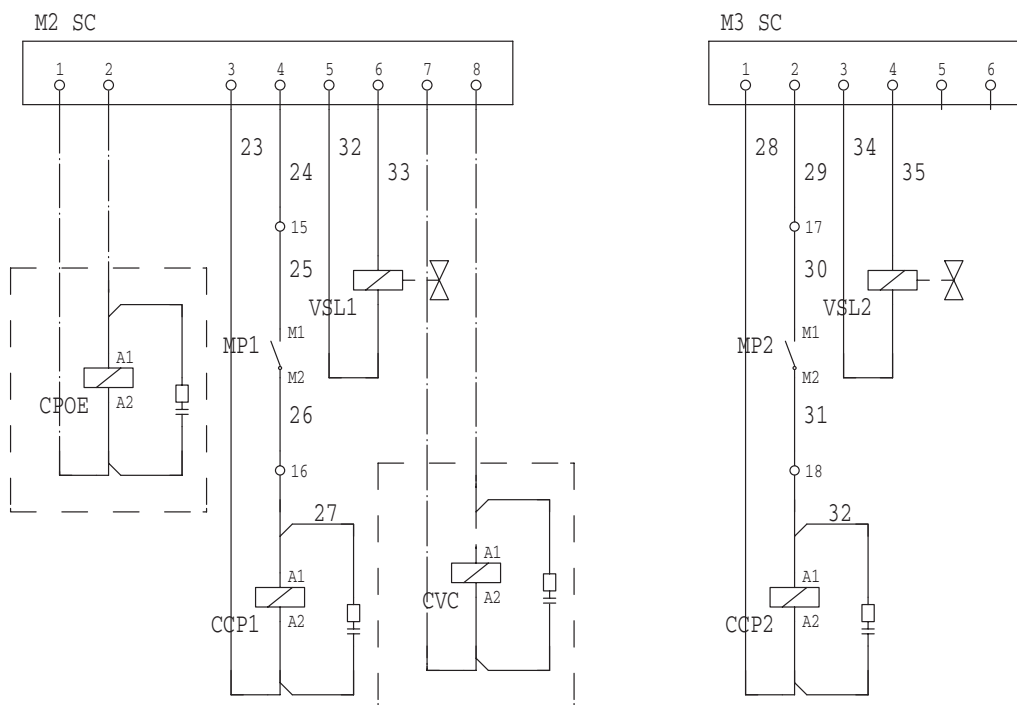 M2 SC
M3 SC
1 2 3 4 5 6 7 8
1 2 3 4 5 6
23 32
24 33
28 34
29 35
15
17
25
30
VSL1
VSL2
M1
MP1
M2
M1
MP2
M2
A1
CPOE
A2
26
31
16
18
27
32
A1
CVC
A2
A1
CCP1
A2
A1
CCP2
A2